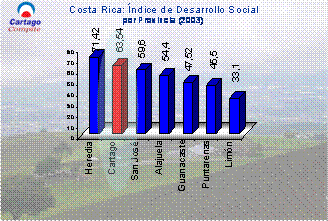 Costa Rica: Índice de Desarrollo Social
por Provincia (2003)
Cartago
Compite
80
70
60
50
40
30
20
10
0
71,42
63,54
59,6
54,4
47,52
46,5
33,1
Heredia
Cartago
San José
Alajuela
Guanacaste
Puntarenas
Limón